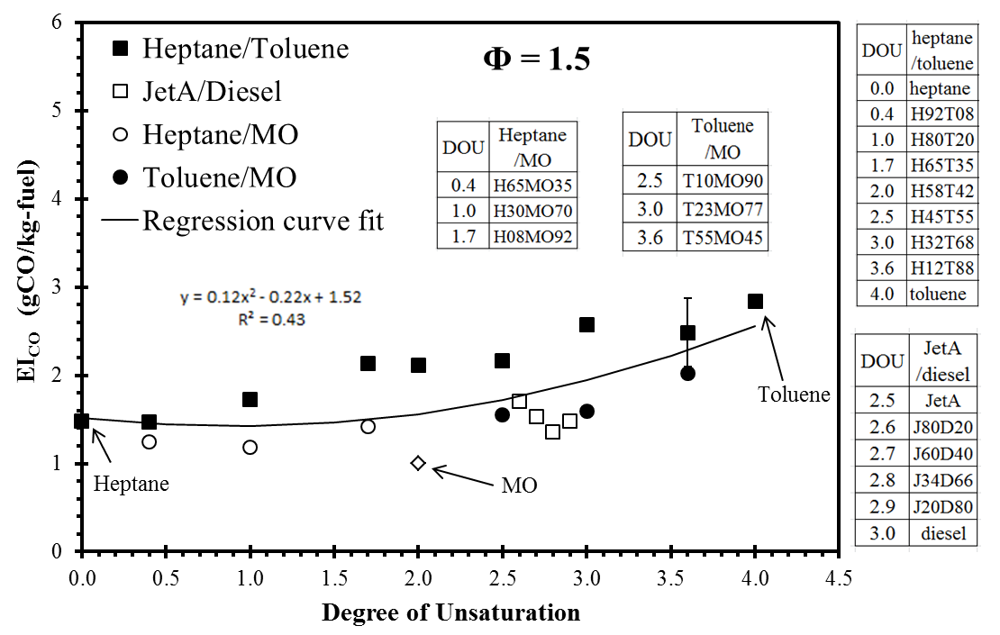 6
5
4
3
2
1
0
EI_CO (gCO/kg-fuel)
Heptane/Toluene
JetA/Diesel
Heptane/MO
Toluene/MO
Regression curve fit
Φ = 1.5
y = 0.12x² - 0.22x + 1.52
R² = 0.43
DOU Heptane /MO
0.4 H65MO35
1.0 H30MO70
1.7 H08MO92
DOU Toluene /MO
2.5 T10MO90
3.0 T23MO77
3.6 T55MO45
Heptane
MO
Toluene
0.0 0.5 1.0 1.5 2.0 2.5 3.0 3.5 4.0 4.5
Degree of Unsaturation
DOU heptane /toluene
0.0 heptane
0.4 H92T08
1.0 H80T20
1.7 H65T35
2.0 H58T42
2.5 H45T55
3.0 H32T68
3.6 H12T88
4.0 toluene
DOU JetA /diesel
2.5 JetA
2.6 J80D20
2.7 J60D40
2.8 J34D66
2.9 J20D80
3.0 diesel